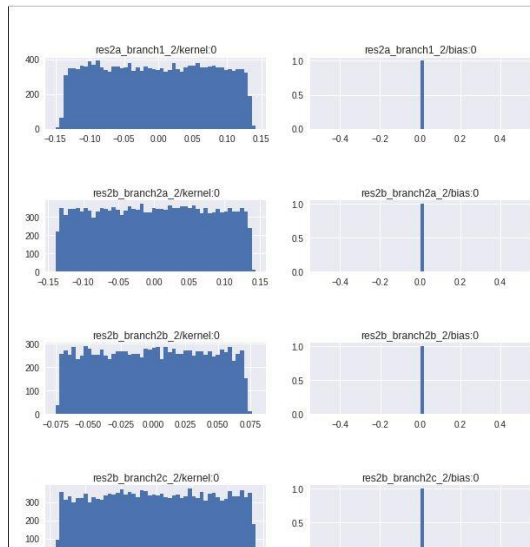 res2a_branch1_2/kernel:0 res2a_branch1_2/bias:0
400
200
0
−0.15 −0.10 −0.05 0.00 0.05 0.10 0.15
1.0
0.5
0.0
−0.4 −0.2 0.0 0.2 0.4
res2b_branch2a_2/kernel:0 res2b_branch2a_2/bias:0
300
200
100
0
−0.15 −0.10 −0.05 0.00 0.05 0.10 0.15
1.0
0.5
0.0
−0.4 −0.2 0.0 0.2 0.4
res2b_branch2b_2/kernel:0 res2b_branch2b_2/bias:0
300
200
100
0
−0.075 −0.050 −0.025 0.000 0.025 0.050 0.075
1.0
0.5
0.0
−0.4 −0.2 0.0 0.2 0.4
res2b_branch2c_2/kernel:0 res2b_branch2c_2/bias:0
300
200
100
1.0
0.5